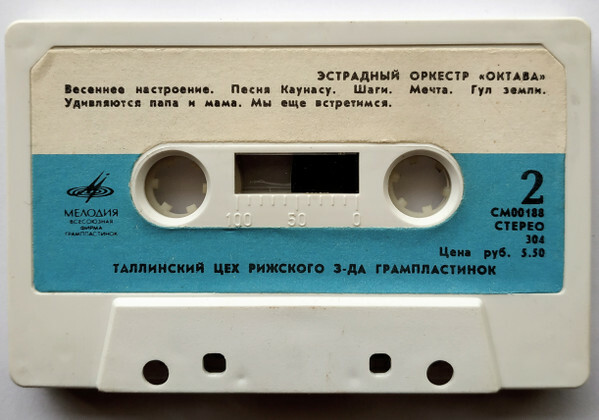 ЭСТРАДНЫЙ ОРКЕСТР «ОКТАВА»
Весеннее настроение. Песня Каунасу. Шаги. Мечта. Гул земли.
Удивляются папа и мама. Мы еще встретимся.
МЕЛОДИЯ
ВСЕСОЮЗНАЯ
ФИРМА
ГРАМПЛАСТИНОК
100 50 0
2
СМ00188
СТЕРЕО
304
Цена руб. 5.50
ТАЛЛИНСКИЙ ЦЕХ РИЖСКОГО З-ДА ГРАМПЛАСТИНОК